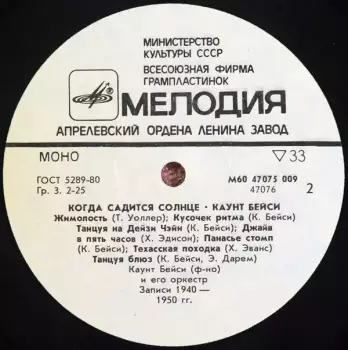 МИНИСТЕРСТВО
КУЛЬТУРЫ СССР
ВСЕСОЮЗНАЯ ФИРМА
ГРАМПЛАСТИНОК
МЕЛОДИЯ
АПРЕЛЕВСКИЙ ОРДЕНА ЛЕНИНА ЗАВОД
МОНО ▽33
ГОСТ 5289-80 М60 47075 009
Гр. 3. 2-25 47076 2
КОГДА САДИТСЯ СОЛНЦЕ · КАУНТ БЕЙСИ
Жимолость (Т. Уоллер); Кусочек ритма (К. Бейси)
Танцуя на Дейзи Чэйн (К. Бейси); Джайв
в пять часов (Х. Эдисон); Панасье стомп
(К. Бейси); Техасская походка (Х. Эванс)
Танцуя блюз (К. Бейси, Э. Дарем)
Каунт Бейси (ф-но)
и его оркестр
Записи 1940—
1950 гг.